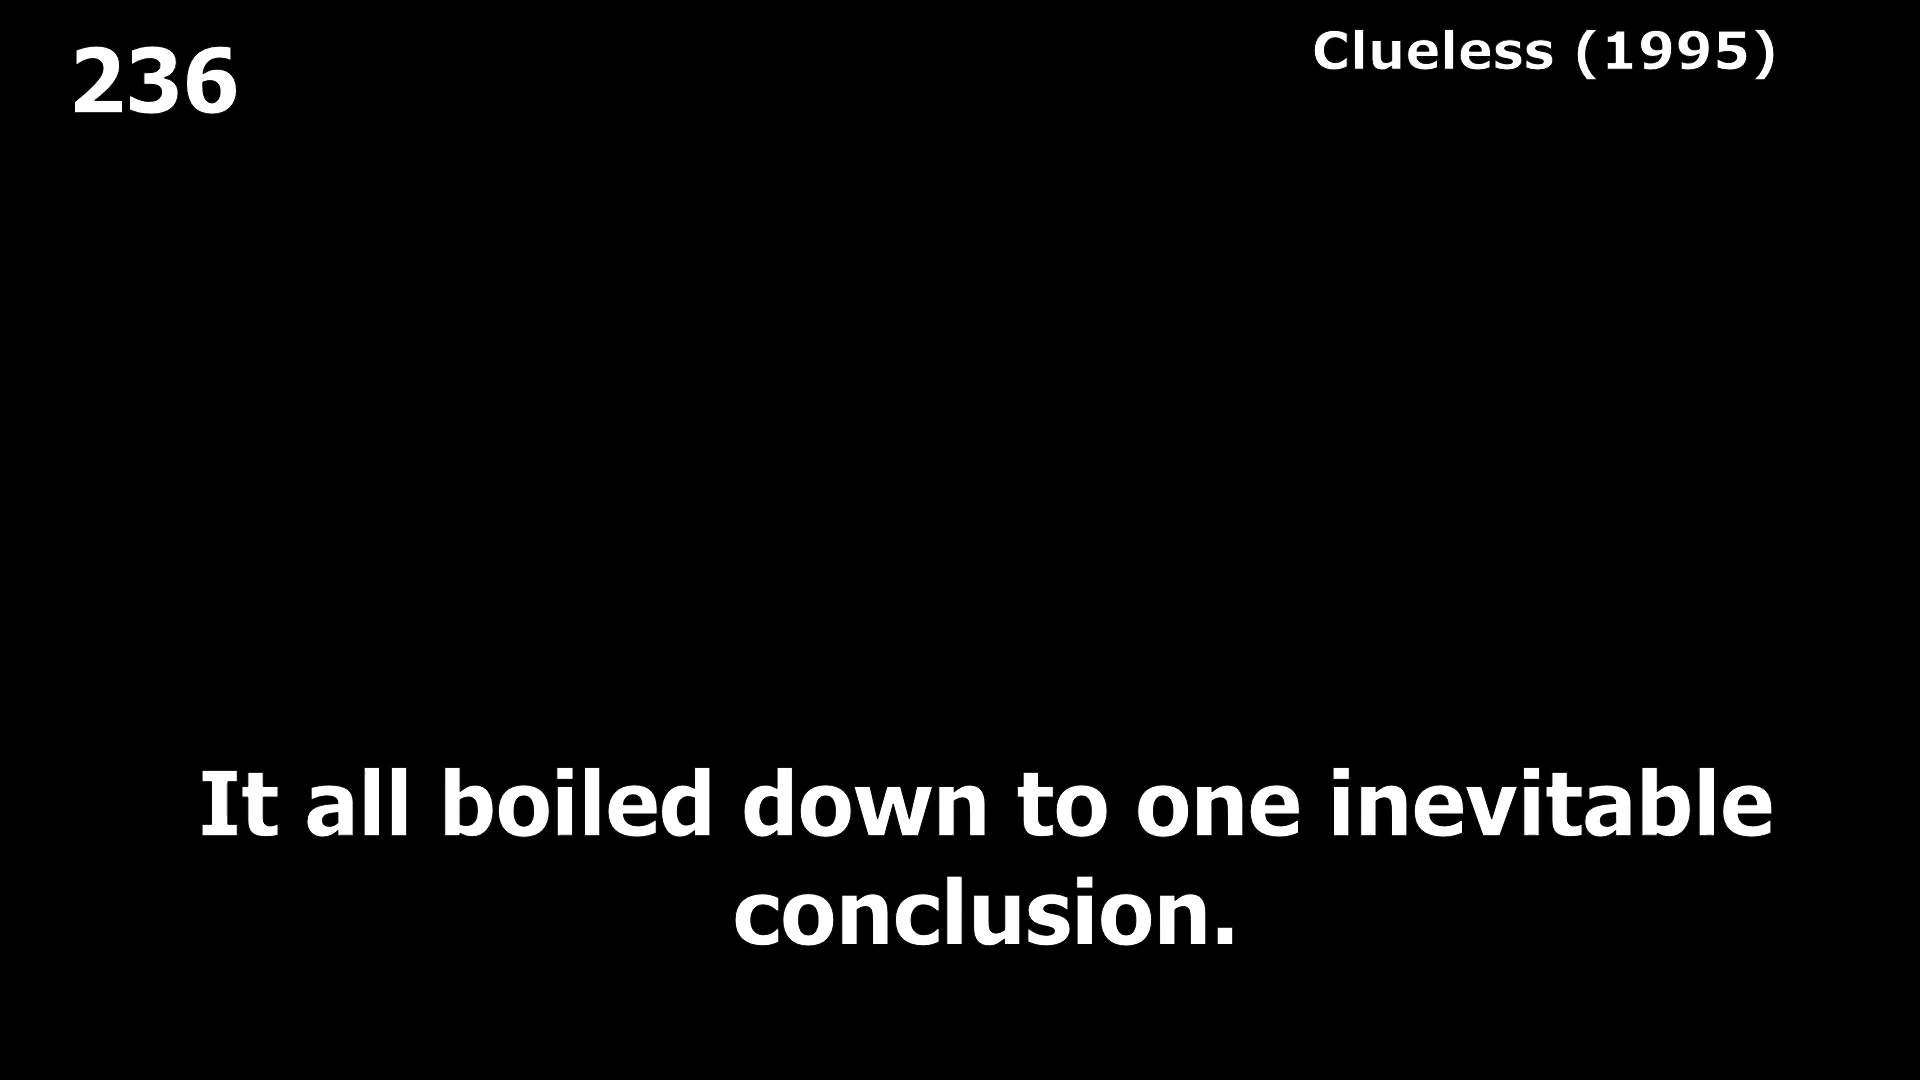 236
Clueless (1995)
It all boiled down to one inevitable
conclusion.